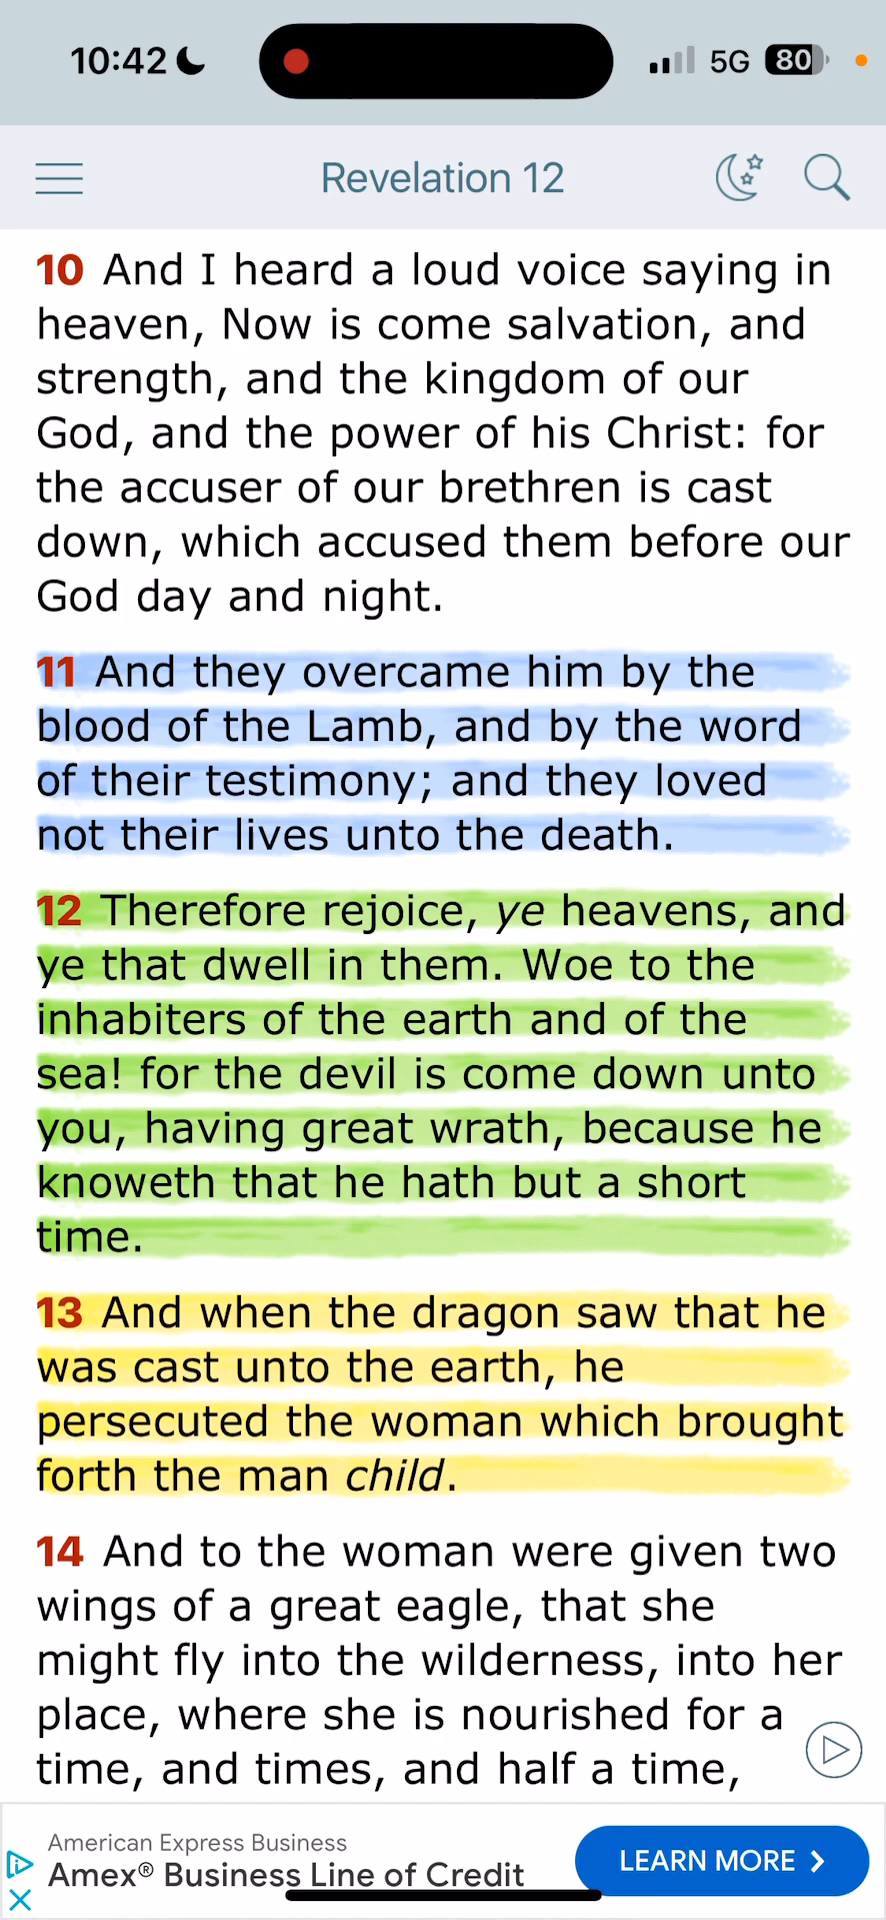 10:42
5G
80
Revelation 12
10 And I heard a loud voice saying in
heaven, Now is come salvation, and
strength, and the kingdom of our
God, and the power of his Christ: for
the accuser of our brethren is cast
down, which accused them before our
God day and night.
11 And they overcame him by the
blood of the Lamb, and by the word
of their testimony; and they loved
not their lives unto the death.
12 Therefore rejoice, ye heavens, and
ye that dwell in them. Woe to the
inhabiters of the earth and of the
sea! for the devil is come down unto
you, having great wrath, because he
knoweth that he hath but a short
time.
13 And when the dragon saw that he
was cast unto the earth, he
persecuted the woman which brought
forth the man child.
14 And to the woman were given two
wings of a great eagle, that she
might fly into the wilderness, into her
place, where she is nourished for a
time, and times, and half a time,
American Express Business
Amex® Business Line of Credit
LEARN MORE